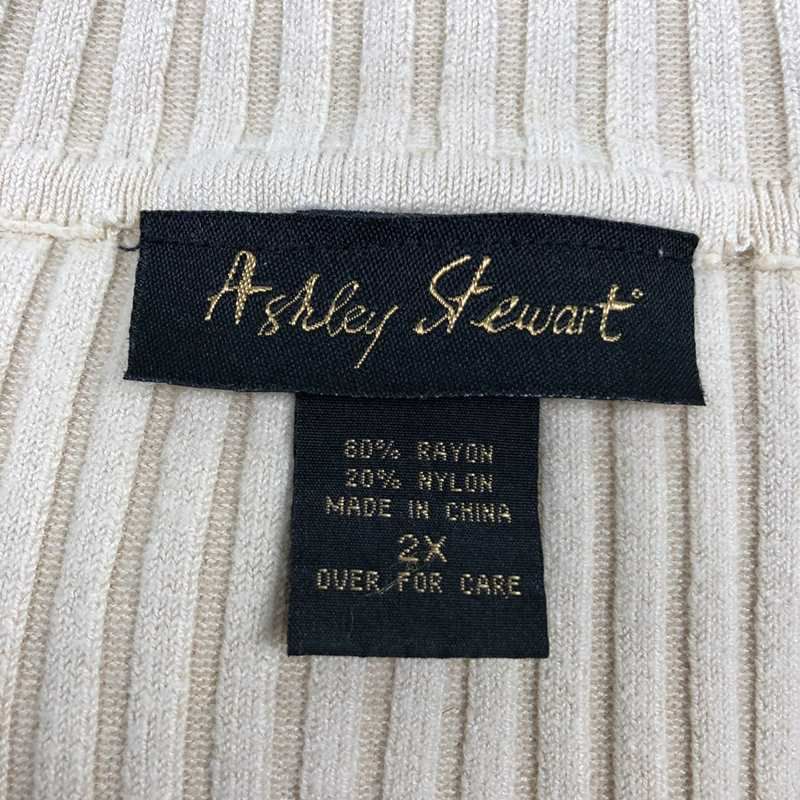 Ashley Stewart
80% RAYON
20% NYLON
MADE IN CHINA
2X
OVER FOR CARE